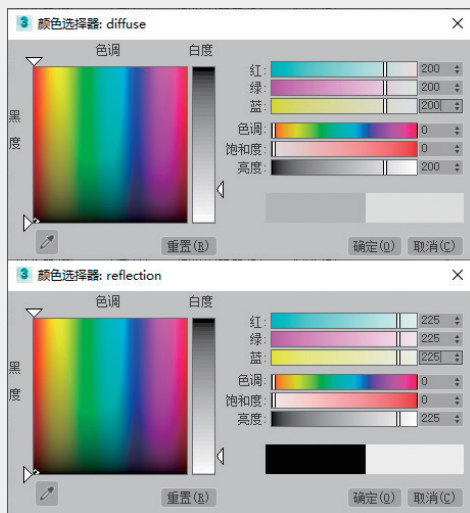 3 颜色选择器: diffuse
色调 白度
黑度
红: 200
绿: 200
蓝: 200
色调: 0
饱和度: 0
亮度: 200
重置(R) 确定(O) 取消(C)
3 颜色选择器: reflection
色调 白度
黑度
红: 225
绿: 225
蓝: 225
色调: 0
饱和度: 0
亮度: 225
重置(R) 确定(O) 取消(C)